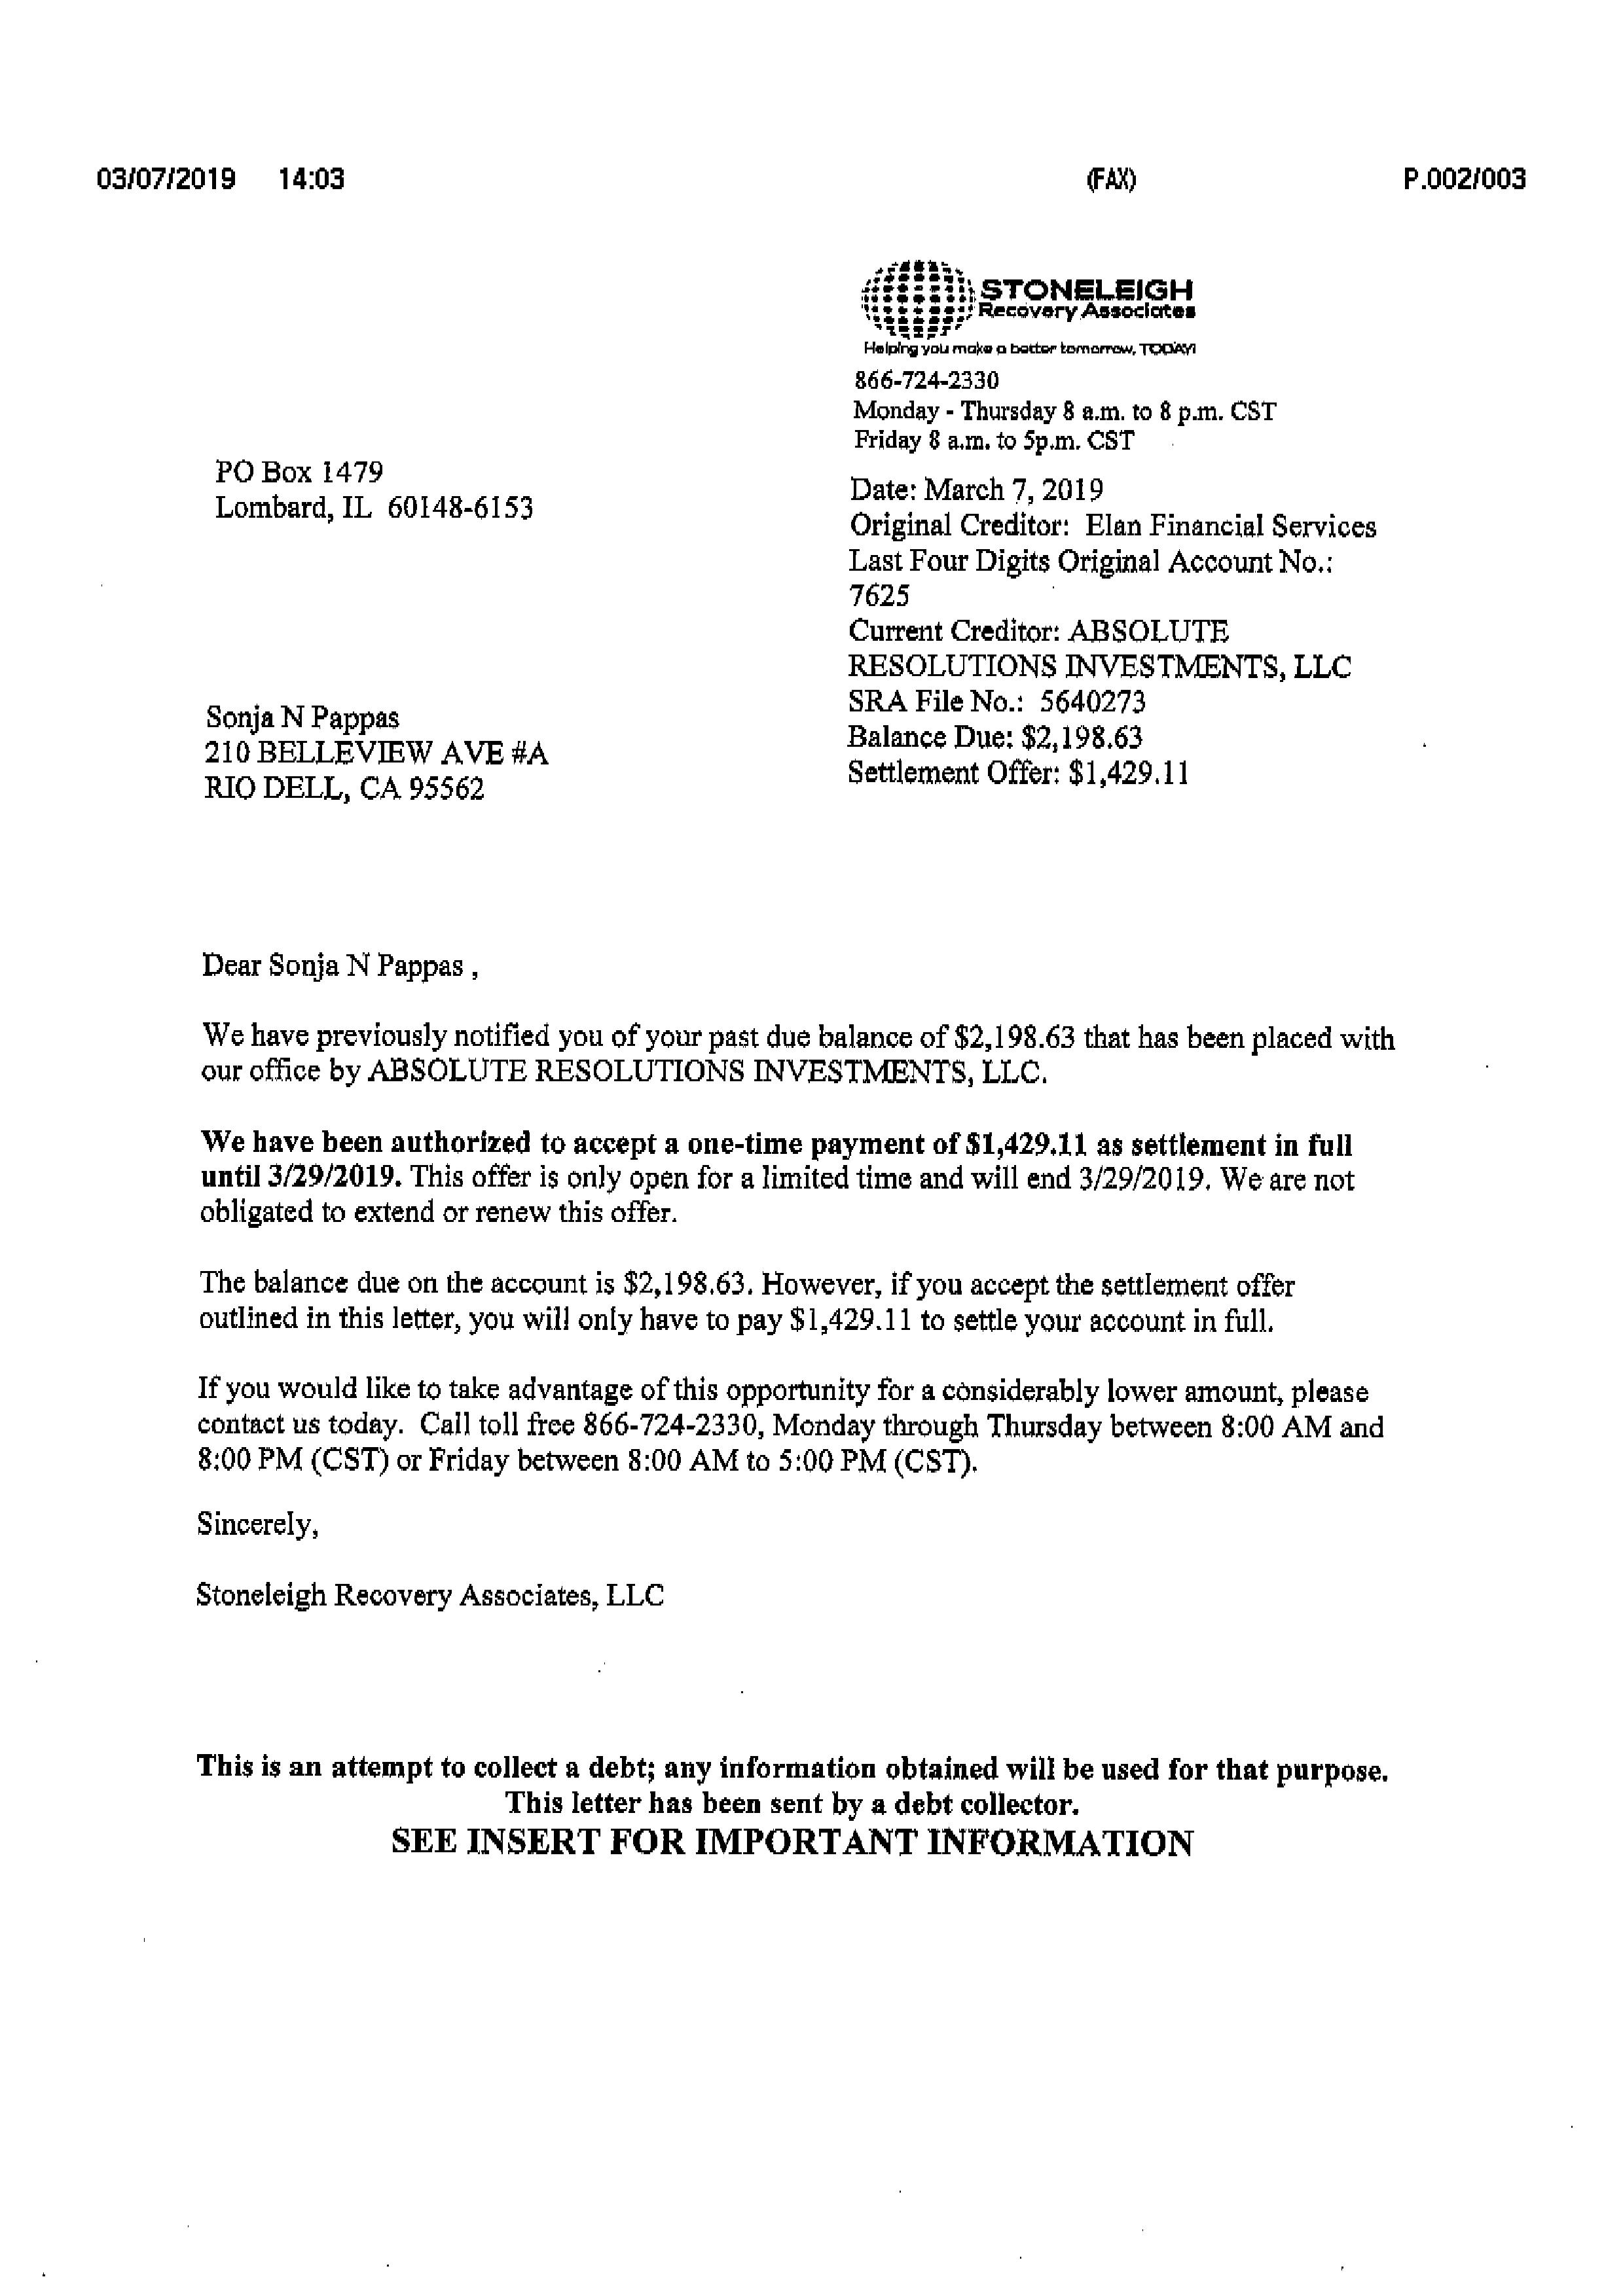 03/07/2019 14:03 (FAX) P.002/003
STONELEIGH
Recovery Associates
Helping you make a better tomorrow, TODAY!
866-724-2330
Monday - Thursday 8 a.m. to 8 p.m. CST
Friday 8 a.m. to 5p.m. CST
PO Box 1479
Lombard, IL 60148-6153
Date: March 7, 2019
Original Creditor: Elan Financial Services
Last Four Digits Original Account No.:
7625
Current Creditor: ABSOLUTE
RESOLUTIONS INVESTMENTS, LLC
SRA File No.: 5640273
Balance Due: $2,198.63
Settlement Offer: $1,429.11
Sonja N Pappas
210 BELLEVIEW AVE #A
RIO DELL, CA 95562
Dear Sonja N Pappas ,
We have previously notified you of your past due balance of $2,198.63 that has been placed with
our office by ABSOLUTE RESOLUTIONS INVESTMENTS, LLC.
We have been authorized to accept a one-time payment of $1,429.11 as settlement in full
until 3/29/2019. This offer is only open for a limited time and will end 3/29/2019. We are not
obligated to extend or renew this offer.
The balance due on the account is $2,198.63. However, if you accept the settlement offer
outlined in this letter, you will only have to pay $1,429.11 to settle your account in full.
If you would like to take advantage of this opportunity for a considerably lower amount, please
contact us today. Call toll free 866-724-2330, Monday through Thursday between 8:00 AM and
8:00 PM (CST) or Friday between 8:00 AM to 5:00 PM (CST).
Sincerely,
Stoneleigh Recovery Associates, LLC
This is an attempt to collect a debt; any information obtained will be used for that purpose.
This letter has been sent by a debt collector.
SEE INSERT FOR IMPORTANT INFORMATION